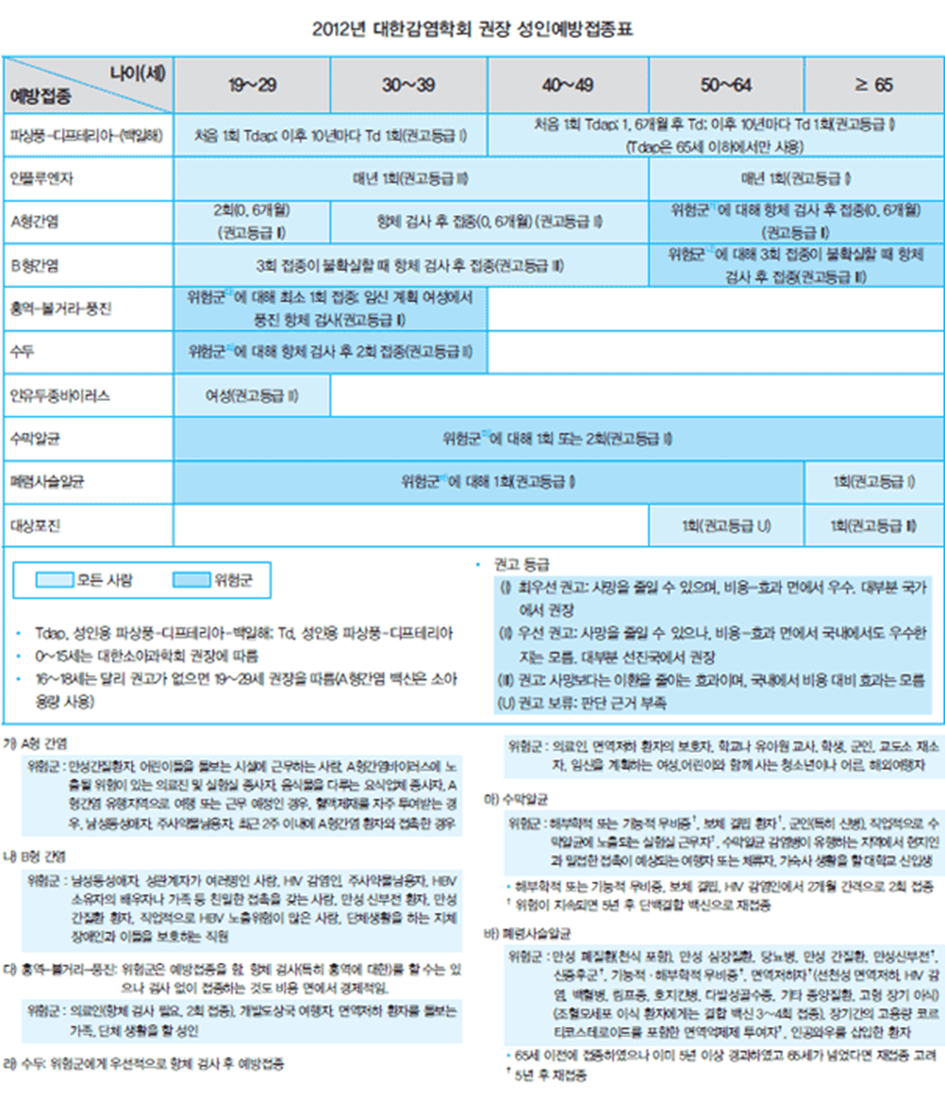 2012년 대한감염학회 권장 성인예방접종표
나이(세)
예방접종
19~29
30~39
40~49
50~64
≥ 65
파상풍-디프테리아-(백일해)
처음 1회 Tdap; 이후 10년마다 Td 1회(권고등급 I)
처음 1회 Tdap; 1, 6개월 후 Td; 이후 10년마다 Td 1회(권고등급 I)
(Tdap은 65세 이하에서만 사용)
인플루엔자
매년 1회(권고등급 III)
매년 1회(권고등급 I)
A형간염
2회(0, 6개월)
(권고등급 II)
항체 검사 후 접종(0, 6개월) (권고등급 II)
위험군가)에 대해 항체 검사 후 접종(0, 6개월)
(권고등급 II)
B형간염
3회 접종이 불확실할 때 항체 검사 후 접종(권고등급 III)
위험군나)에 대해 3회 접종이 불확실할 때 항체
검사 후 접종(권고등급 III)
홍역-볼거리-풍진
위험군다)에 대해 최소 1회 접종; 임신 계획 여성에서
풍진 항체 검사(권고등급 II)
수두
위험군라)에 대해 항체 검사 후 2회 접종(권고등급 II)
인유두종바이러스
여성(권고등급 II)
수막알균
위험군마)에 대해 1회 또는 2회(권고등급 II)
폐렴사슬알균
위험군바)에 대해 1회(권고등급 I)
1회(권고등급 I)
대상포진
1회(권고등급 U)
1회(권고등급 III)
모든 사람
위험군
• Tdap, 성인용 파상풍-디프테리아-백일해; Td, 성인용 파상풍-디프테리아
• 0~15세는 대한소아과학회 권장에 따름
• 16~18세는 달리 권고가 없으면 19~29세 권장을 따름(A형간염 백신은 소아
용량 사용)
• 권고 등급
(I) 최우선 권고: 사망을 줄일 수 있으며, 비용-효과 면에서 우수. 대부분 국가
에서 권장
(II) 우선 권고: 사망을 줄일 수 있으나, 비용-효과 면에서 국내에서도 우수한
지는 모름. 대부분 선진국에서 권장
(III) 권고: 사망보다는 이환을 줄이는 효과이며, 국내에서 비용 대비 효과는 모름
(U) 권고 보류: 판단 근거 부족
가) A형 간염
위험군 : 만성간질환자, 어린이들을 돌보는 시설에 근무하는 사람, A형간염바이러스에 노
출될 위험이 있는 의료진 및 실험실 종사자, 음식물을 다루는 요식업체 종사자, A
형간염 유행지역으로 여행 또는 근무 예정인 경우, 혈액제재를 자주 투여받는 경
우, 남성동성애자, 주사약물남용자, 최근 2주 이내에 A형간염 환자와 접촉한 경우
나) B형 간염
위험군 : 남성동성애자, 성관계자가 여러명인 사람, HIV 감염인, 주사약물남용자, HBV
소유자의 배우자나 가족 등 친밀한 접촉을 갖는 사람, 만성 신부전 환자, 만성
간질환 환자, 직업적으로 HBV 노출위험이 많은 사람, 단체생활을 하는 지체
장애인과 이들을 보호하는 직원
다) 홍역-볼거리-풍진: 위험군은 예방접종을 함. 항체 검사(특히 홍역에 대한)를 할 수는 있
으나 검사 없이 접종하는 것도 비용 면에서 경제적임.
위험군 : 의료인(항체 검사 필요, 2회 접종), 개발도상국 여행자, 면역저하 환자를 돌보는
가족, 단체 생활을 할 성인
라) 수두: 위험군에게 우선적으로 항체 검사 후 예방접종
위험군 : 의료인, 면역저하 환자의 보호자, 학교나 유아원 교사, 학생, 군인, 교도소 재소
자, 임신을 계획하는 여성,어린이와 함께 사는 청소년이나 어른, 해외여행자
마) 수막알균
위험군 : 해부학적 또는 기능적 무비증†, 보체 결핍 환자†, 군인(특히 신병), 직업적으로 수
막알균에 노출되는 실험실 근무자†, 수막알균 감염병이 유행하는 지역에서 현지인
과 밀접한 접촉이 예상되는 여행자 또는 체류자, 기숙사 생활을 할 대학교 신입생
• 해부학적 또는 기능적 무비증, 보체 결핍, HIV 감염인에서 2개월 간격으로 2회 접종
† 위험이 지속되면 5년 후 단백결합 백신으로 재접종
바) 폐렴사슬알균
위험군 : 만성 폐질환(천식 포함), 만성 심장질환, 당뇨병, 만성 간질환, 만성신부전†,
신증후군†, 기능적 · 해부학적 무비증†, 면역저하자†(선천성 면역저하, HIV 감
염, 백혈병, 림프종, 호지킨병, 다발성골수종, 기타 종양질환, 고형 장기 이식)
(조혈모세포 이식 환자에게는 결합 백신 3~4회 접종), 장기간의 고용량 코르
티코스테로이드를 포함한 면역억제제 투여자†, 인공와우를 삽입한 환자
• 65세 이전에 접종하였으나 이미 5년 이상 경과하였고 65세가 넘었다면 재접종 고려
† 5년 후 재접종